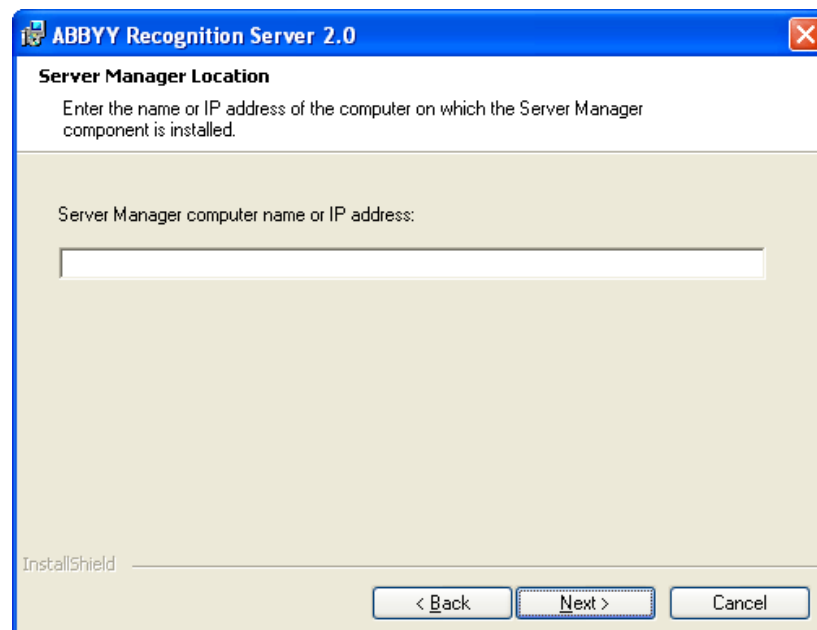 ABBYY Recognition Server 2.0
Server Manager Location
Enter the name or IP address of the computer on which the Server Manager
component is installed.
Server Manager computer name or IP address:
InstallShield
< Back
Next >
Cancel